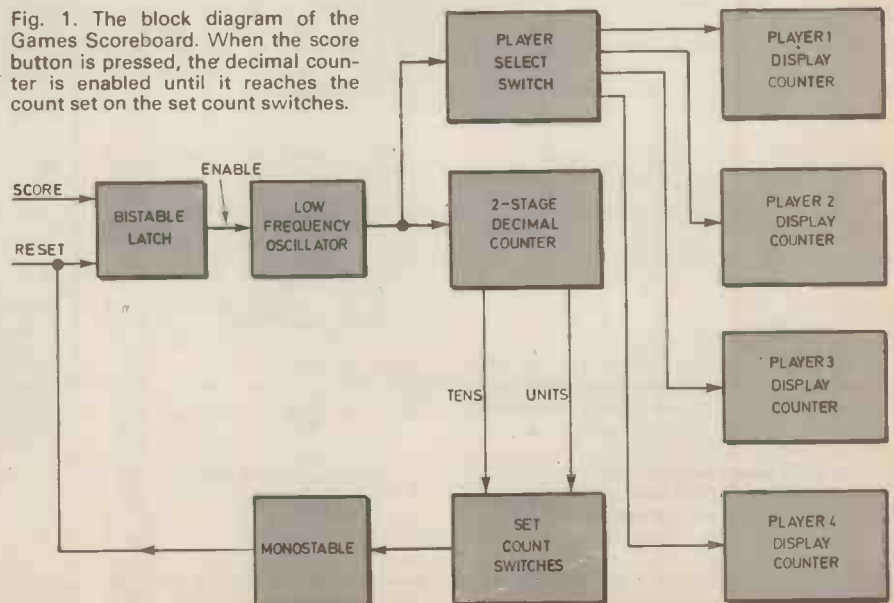 Fig. 1. The block diagram of the
Games Scoreboard. When the score
button is pressed, the decimal coun-
ter is enabled until it reaches the
count set on the set count switches.
PLAYER
SELECT
SWITCH
PLAYER 1
DISPLAY
COUNTER
SCORE
RESET
BISTABLE
LATCH
ENABLE
LOW
FREQUENCY
OSCILLATOR
2-STAGE
DECIMAL
COUNTER
PLAYER 2
DISPLAY
COUNTER
TENS
UNITS
PLAYER 3
DISPLAY
COUNTER
MONOSTABLE
SET
COUNT
SWITCHES
PLAYER 4
DISPLAY
COUNTER